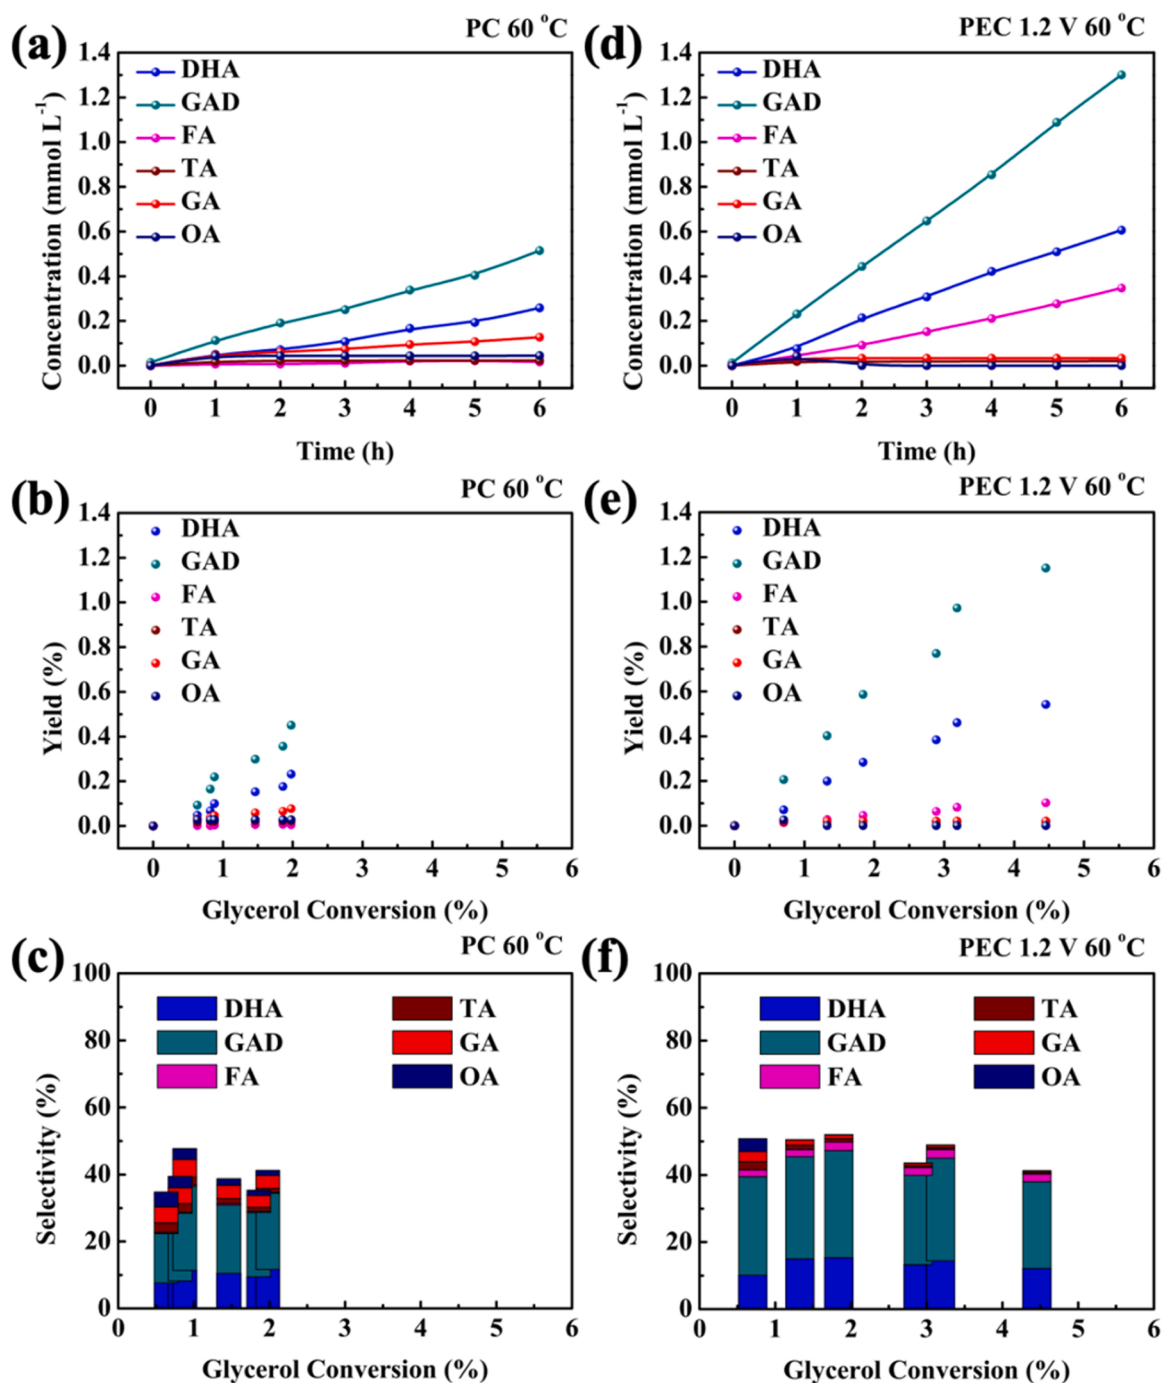 (a)
PC 60 °C
Concentration (mmol L⁻¹)
1.4
1.2
1.0
0.8
0.6
0.4
0.2
0.0
DHA
GAD
FA
TA
GA
OA
0 1 2 3 4 5 6
Time (h)
(d)
PEC 1.2 V 60 °C
Concentration (mmol L⁻¹)
1.4
1.2
1.0
0.8
0.6
0.4
0.2
0.0
DHA
GAD
FA
TA
GA
OA
0 1 2 3 4 5 6
Time (h)
(b)
PC 60 °C
Yield (%)
1.4
1.2
1.0
0.8
0.6
0.4
0.2
0.0
DHA
GAD
FA
TA
GA
OA
0 1 2 3 4 5 6
Glycerol Conversion (%)
(e)
PEC 1.2 V 60 °C
Yield (%)
1.4
1.2
1.0
0.8
0.6
0.4
0.2
0.0
DHA
GAD
FA
TA
GA
OA
0 1 2 3 4 5 6
Glycerol Conversion (%)
(c)
PC 60 °C
Selectivity (%)
100
80
60
40
20
0
DHA TA
GAD GA
FA OA
0 1 2 3 4 5 6
Glycerol Conversion (%)
(f)
PEC 1.2 V 60 °C
Selectivity (%)
100
80
60
40
20
0
DHA TA
GAD GA
FA OA
0 1 2 3 4 5 6
Glycerol Conversion (%)